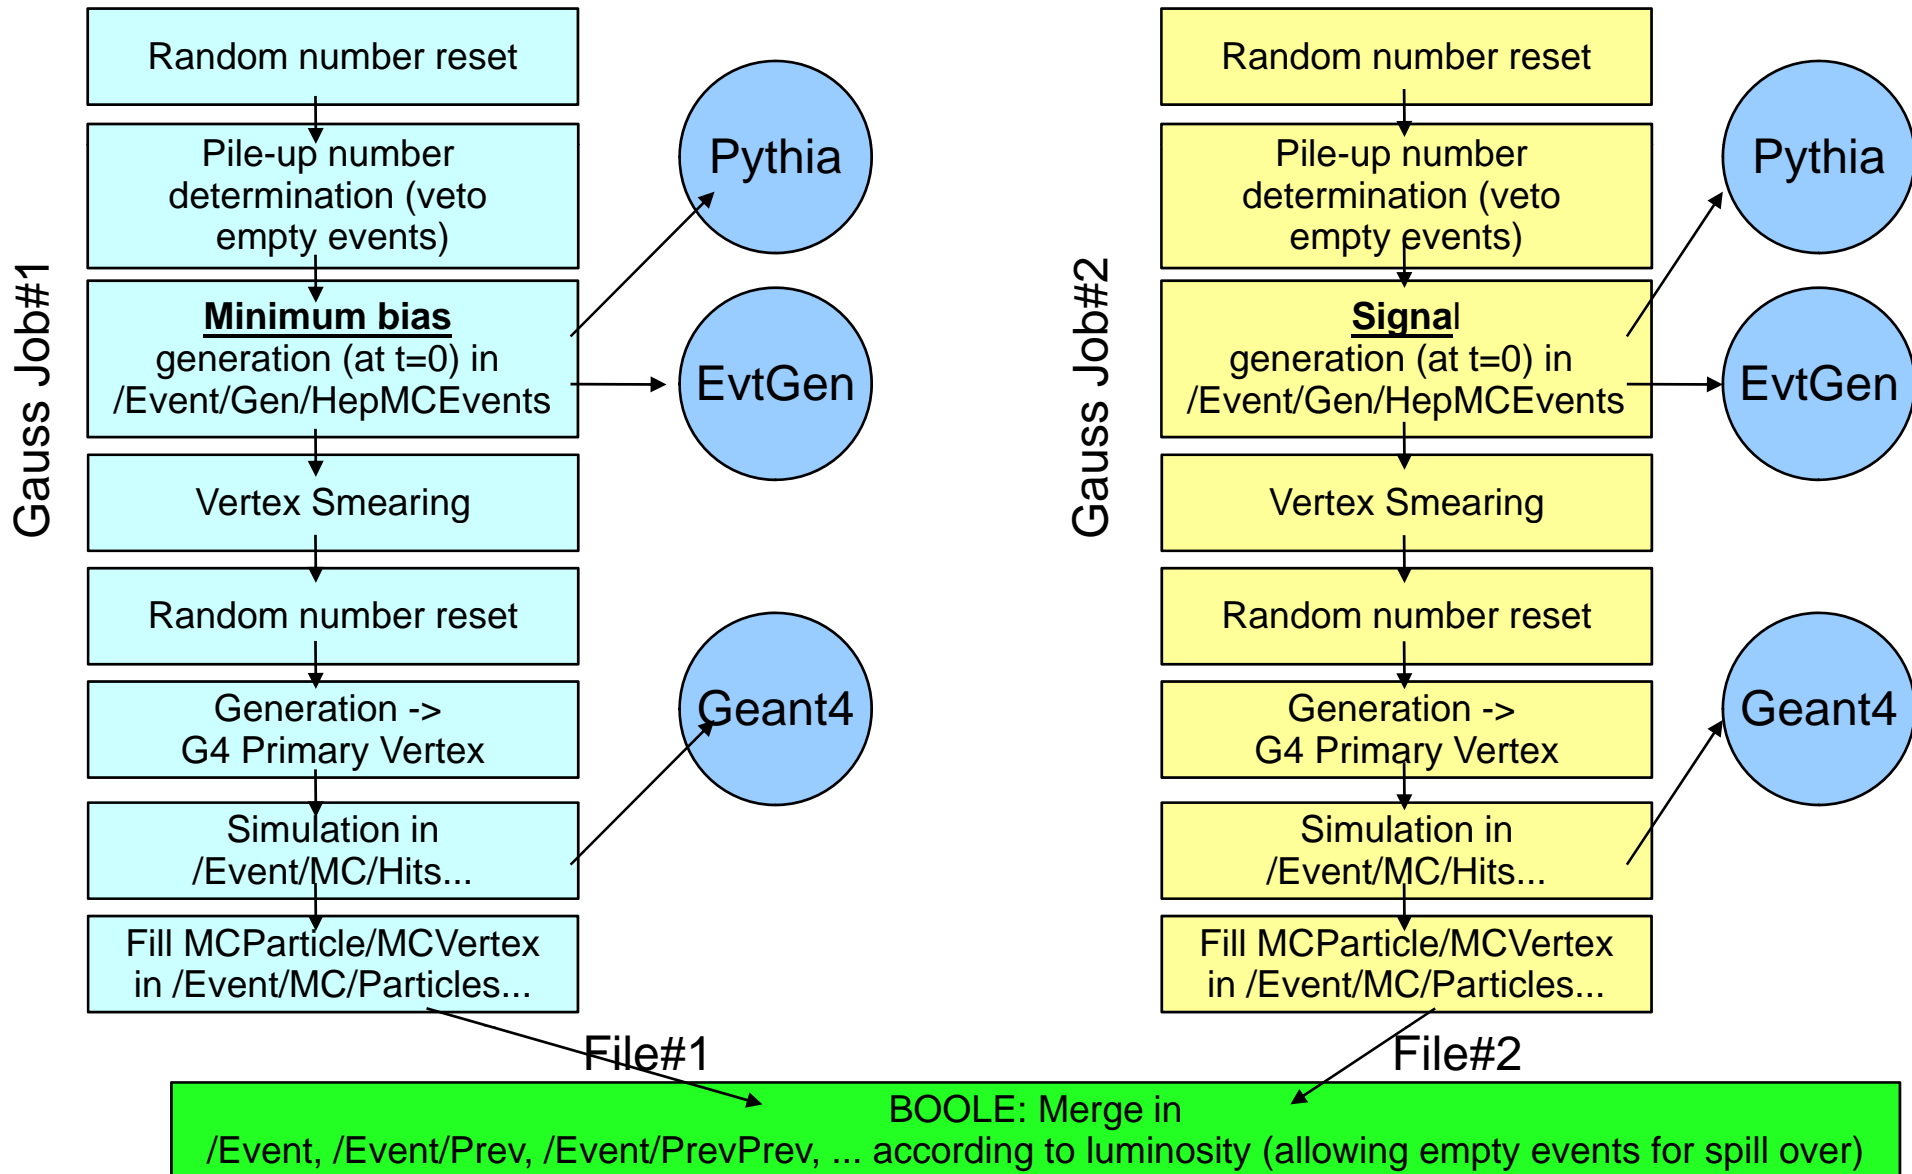 Gauss Job#1
Random number reset
Pile-up number
determination (veto
empty events)
Minimum bias
generation (at t=0) in
/Event/Gen/HepMCEvents
Vertex Smearing
Random number reset
Generation ->
G4 Primary Vertex
Simulation in
/Event/MC/Hits...
Fill MCParticle/MCVertex
in /Event/MC/Particles...
Pythia
EvtGen
Geant4
File#1
Gauss Job#2
Random number reset
Pile-up number
determination (veto
empty events)
Signal
generation (at t=0) in
/Event/Gen/HepMCEvents
Vertex Smearing
Random number reset
Generation ->
G4 Primary Vertex
Simulation in
/Event/MC/Hits...
Fill MCParticle/MCVertex
in /Event/MC/Particles...
Pythia
EvtGen
Geant4
File#2
BOOLE: Merge in
/Event, /Event/Prev, /Event/PrevPrev, ... according to luminosity (allowing empty events for spill over)